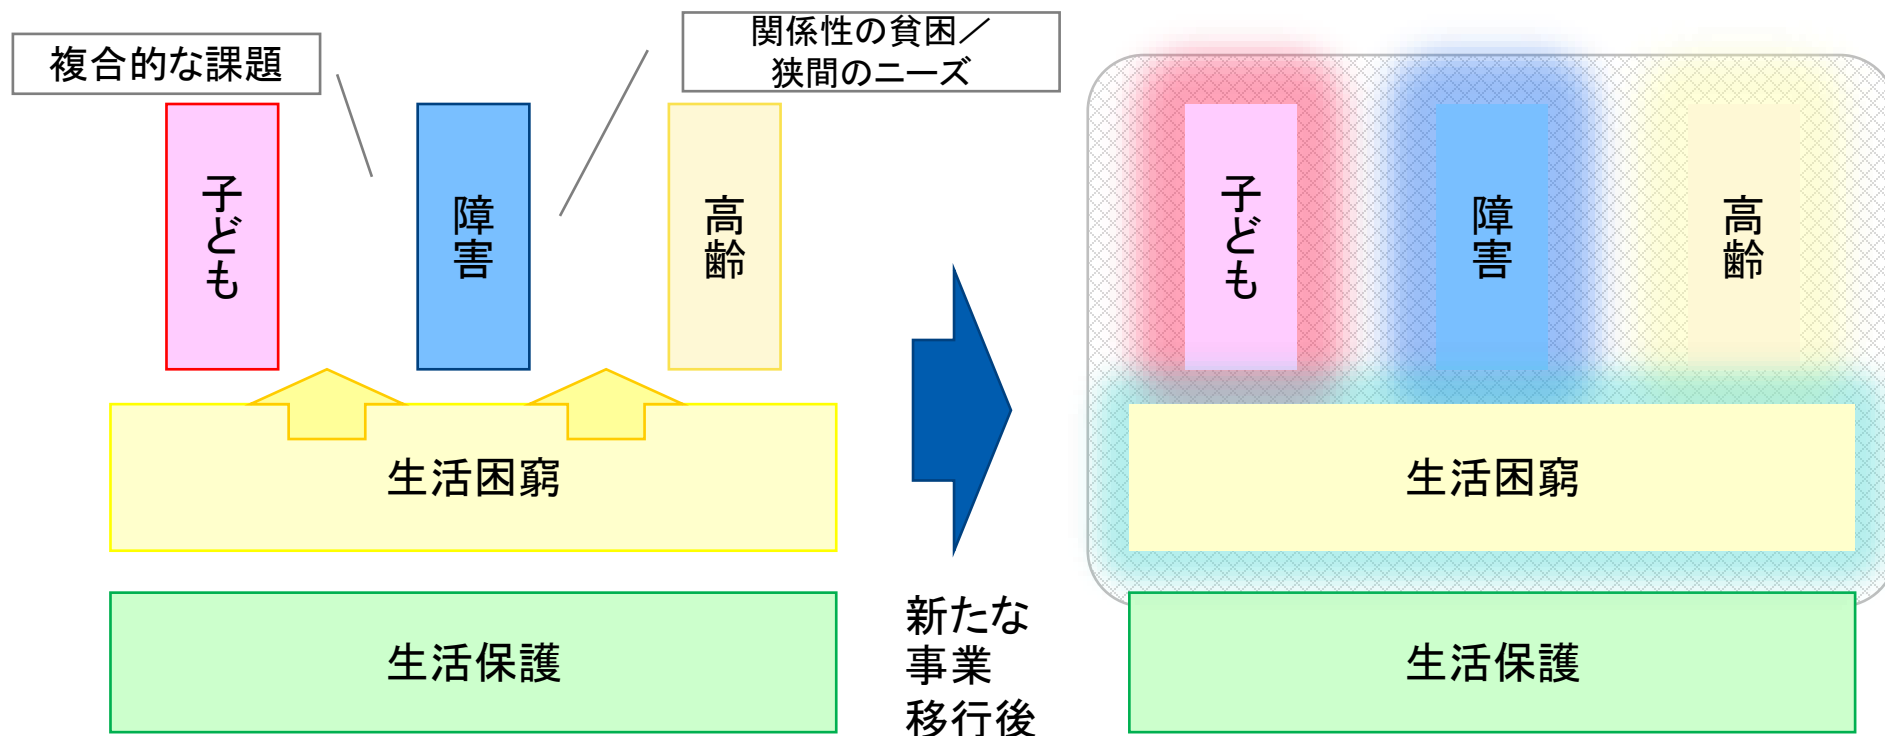 複合的な課題
関係性の貧困／
狭間のニーズ
子ども
障害
高齢
生活困窮
生活保護
新たな
事業
移行後
子ども
障害
高齢
生活困窮
生活保護